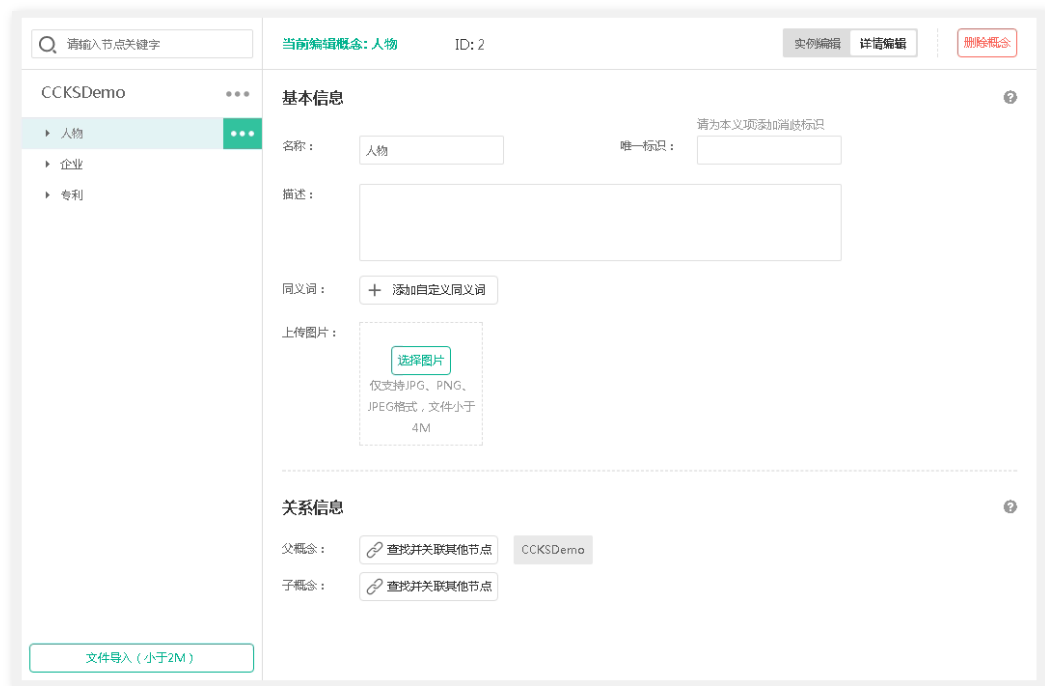 请输入节点关键字
当前编辑概念: 人物 ID: 2 实例编辑 详情编辑 删除概念
CCKSDemo
人物
企业
专利
基本信息
请为本义项添加消歧标识
名称： 人物 唯一标识：
描述：
同义词： 添加自定义同义词
上传图片：
选择图片
仅支持JPG、PNG、
JPEG格式，文件小于
4M
关系信息
父概念： 查找并关联其他节点 CCKSDemo
子概念： 查找并关联其他节点
文件导入（小于2M）